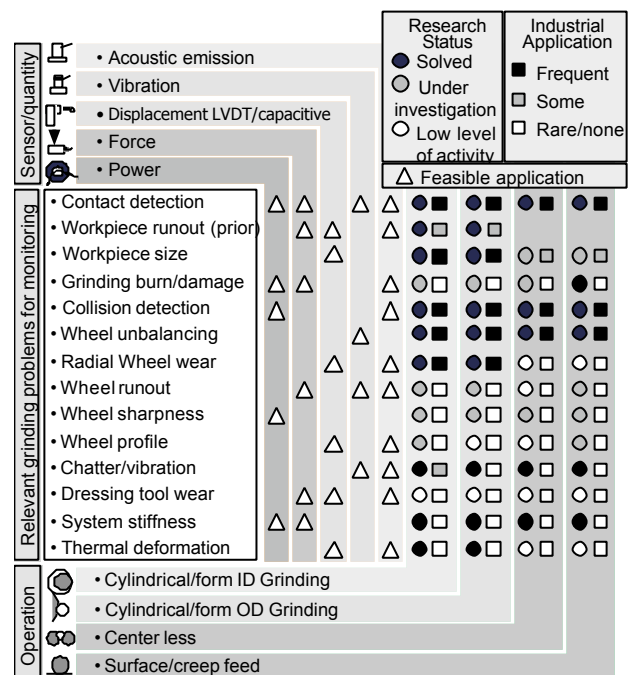 Research
Status
Solved
Under
investigation
Low level
of activity
Industrial
Application
Frequent
Some
Rare/none
Feasible application
Sensor/quantity
• Acoustic emission
• Vibration
• Displacement LVDT/capacitive
• Force
• Power
Relevant grinding problems for monitoring
• Contact detection
• Workpiece runout (prior)
• Workpiece size
• Grinding burn/damage
• Collision detection
• Wheel unbalancing
• Radial Wheel wear
• Wheel runout
• Wheel sharpness
• Wheel profile
• Chatter/vibration
• Dressing tool wear
• System stiffness
• Thermal deformation
Operation
• Cylindrical/form ID Grinding
• Cylindrical/form OD Grinding
• Center less
• Surface/creep feed